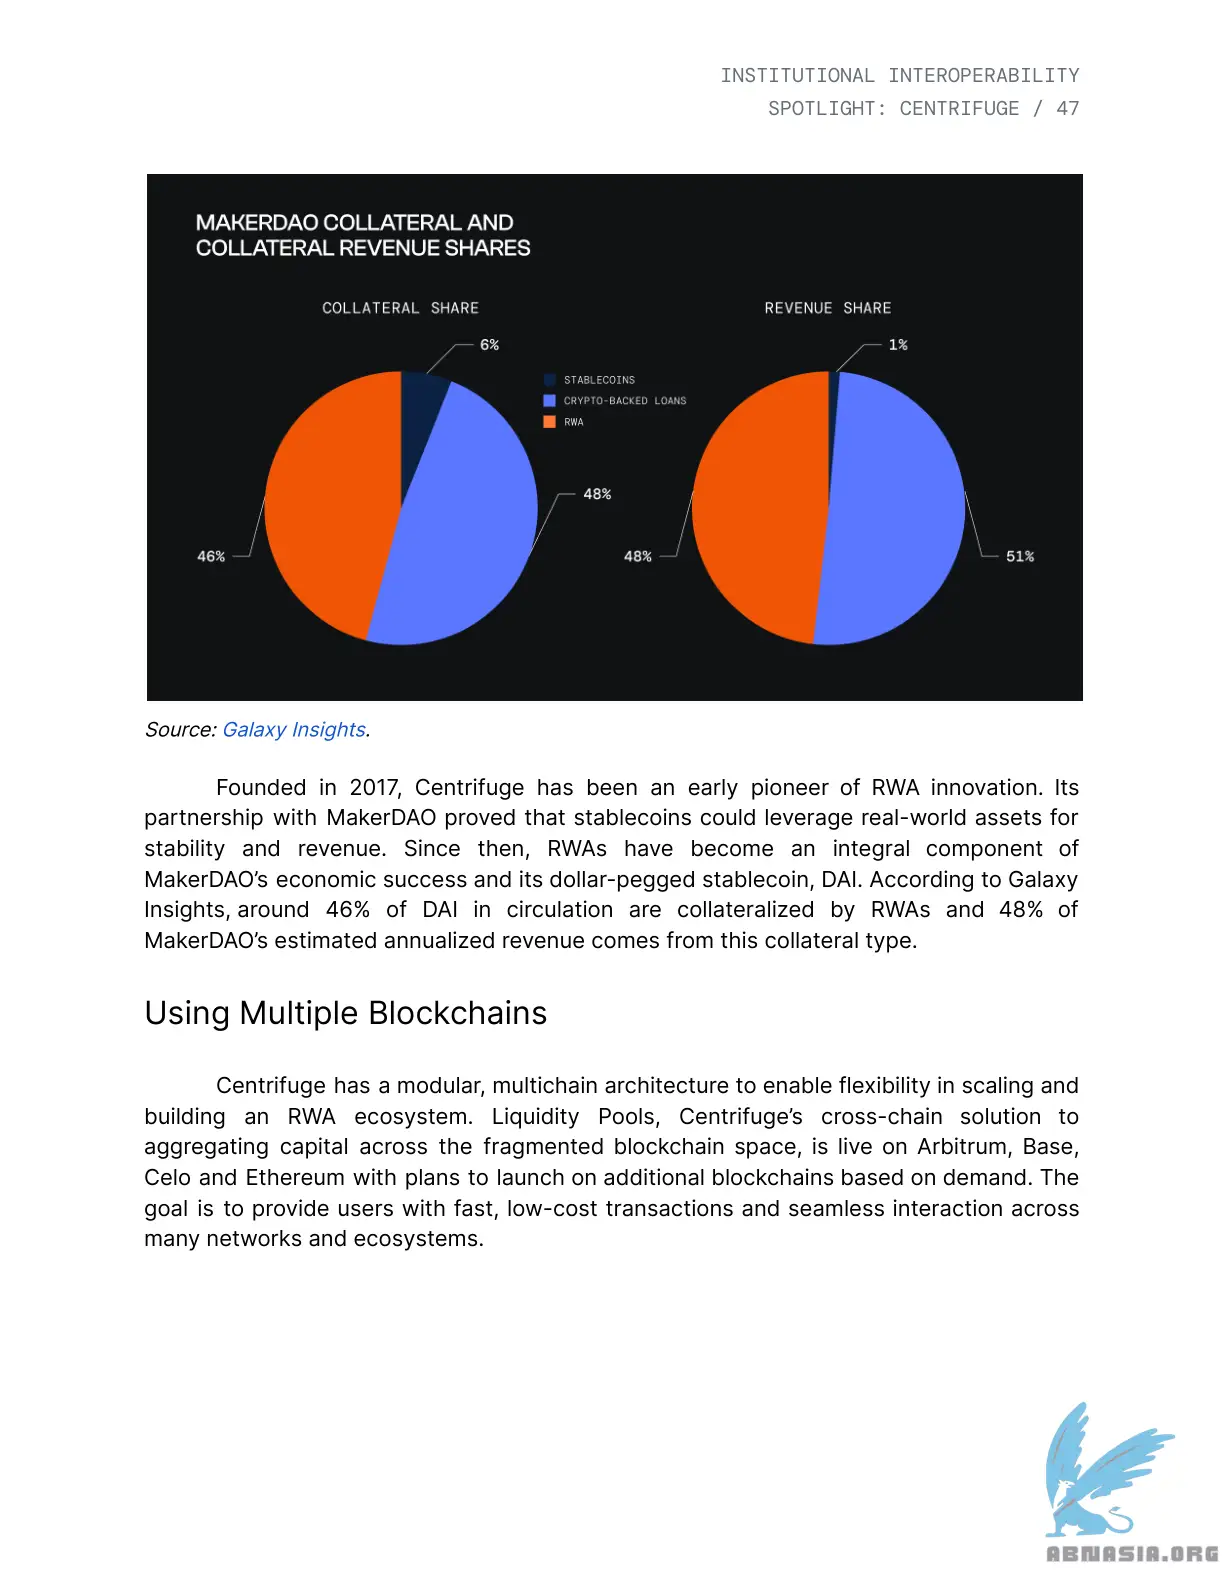 INSTITUTIONAL INTEROPERABILITY
SPOTLIGHT: CENTRIFUGE / 47
MAKERDAO COLLATERAL AND
COLLATERAL REVENUE SHARES
COLLATERAL SHARE
REVENUE SHARE
6%
1%
STABLECOINS
CRYPTO-BACKED LOANS
RWA
48%
46%
48%
51%
Source: Galaxy Insights.
Founded in 2017, Centrifuge has been an early pioneer of RWA innovation. Its
partnership with MakerDAO proved that stablecoins could leverage real-world assets for
stability and revenue. Since then, RWAs have become an integral component of
MakerDAO’s economic success and its dollar-pegged stablecoin, DAI. According to Galaxy
Insights, around 46% of DAI in circulation are collateralized by RWAs and 48% of
MakerDAO’s estimated annualized revenue comes from this collateral type.
Using Multiple Blockchains
Centrifuge has a modular, multichain architecture to enable flexibility in scaling and
building an RWA ecosystem. Liquidity Pools, Centrifuge’s cross-chain solution to
aggregating capital across the fragmented blockchain space, is live on Arbitrum, Base,
Celo and Ethereum with plans to launch on additional blockchains based on demand. The
goal is to provide users with fast, low-cost transactions and seamless interaction across
many networks and ecosystems.
ABNASIA.ORG